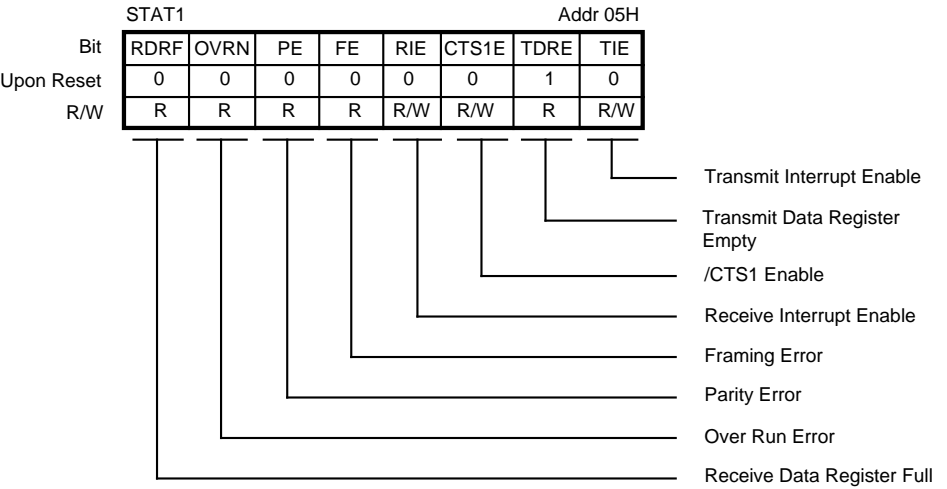 STAT1 Addr 05H
Bit RDRF OVRN PE FE RIE CTS1E TDRE TIE
Upon Reset 0 0 0 0 0 0 1 0
R/W R R R R R/W R/W R R/W
Transmit Interrupt Enable
Transmit Data Register
Empty
/CTS1 Enable
Receive Interrupt Enable
Framing Error
Parity Error
Over Run Error
Receive Data Register Full